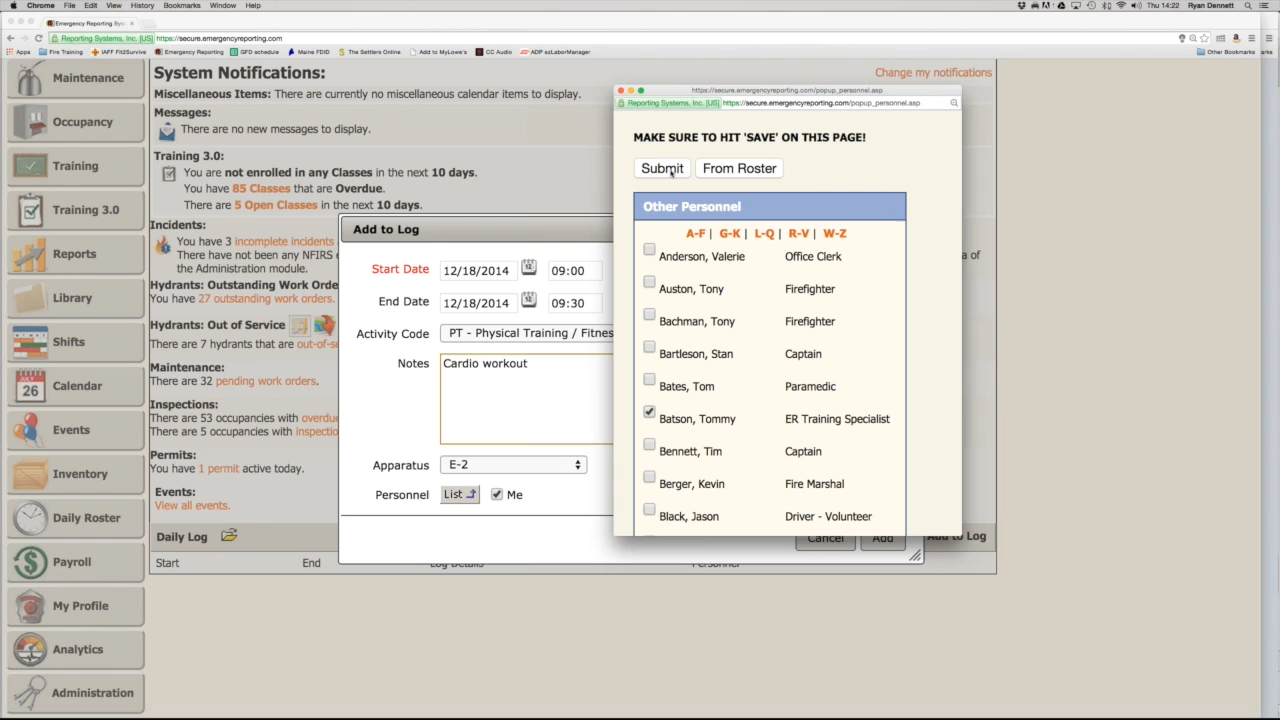 Chrome File Edit View History Bookmarks Window Help Thu 14:22 Ryan Dennett
Emergency Reporting Sys
Reporting Systems, Inc. [US] https://secure.emergencyreporting.com
Apps Fire Training IAFF Fit2Survive Emergency Reporting GFD schedule Maine FDID The Settlers Online Add to MyLowe's CC Audio ADP ezLaborManager Other Bookmarks
Maintenance
Occupancy
Training
Training 3.0
Reports
Library
Shifts
JULY
26
Calendar
Events
Inventory
Daily Roster
Payroll
My Profile
Analytics
Administration
System Notifications:
Change my notifications
Miscellaneous Items: There are currently no miscellaneous calendar items to display.
Messages:
There are no new messages to display.
Training 3.0:
You are not enrolled in any Classes in the next 10 days.
You have 85 Classes that are Overdue.
There are 5 Open Classes in the next 10 days.
Incidents:
You have 3 incomplete incidents
There have not been any NFIRS e
the Administration module.
Hydrants: Outstanding Work Orde
You have 27 outstanding work orders.
Hydrants: Out of Service
There are 7 hydrants that are out-of-se
Maintenance:
There are 32 pending work orders.
Inspections:
There are 53 occupancies with overdu
There are 5 occupancies with inspectio
Permits:
You have 1 permit active today.
Events:
View all events.
Daily Log
Add to Log
Start End Log Details Personnel
Add to Log
Start Date 12/18/2014 12 09:00
End Date 12/18/2014 12 09:30
Activity Code PT - Physical Training / Fitnes
Notes Cardio workout
Apparatus E-2
Personnel List Me
Cancel Add
https://secure.emergencyreporting.com/popup_personnel.asp
Reporting Systems, Inc. [US] https://secure.emergencyreporting.com/popup_personnel.asp
MAKE SURE TO HIT 'SAVE' ON THIS PAGE!
Submit From Roster
Other Personnel
A-F | G-K | L-Q | R-V | W-Z
Anderson, Valerie Office Clerk
Auston, Tony Firefighter
Bachman, Tony Firefighter
Bartleson, Stan Captain
Bates, Tom Paramedic
Batson, Tommy ER Training Specialist
Bennett, Tim Captain
Berger, Kevin Fire Marshal
Black, Jason Driver - Volunteer